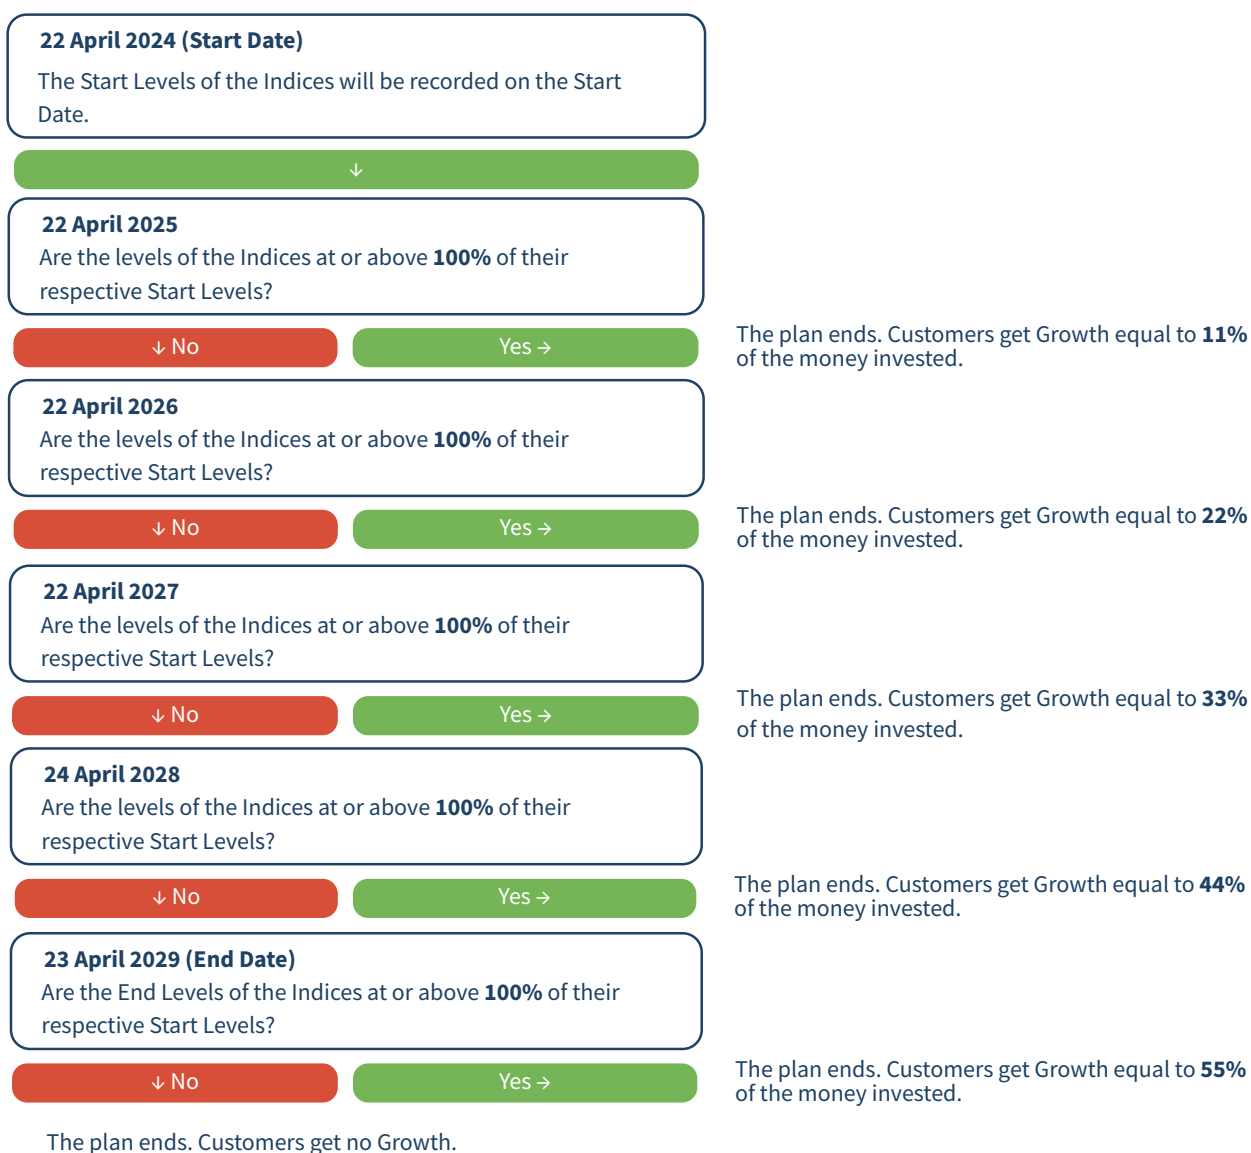 22 April 2024 (Start Date)
The Start Levels of the Indices will be recorded on the Start
Date.
↓
22 April 2025
Are the levels of the Indices at or above 100% of their
respective Start Levels?
↓ No
Yes →
The plan ends. Customers get Growth equal to 11%
of the money invested.
22 April 2026
Are the levels of the Indices at or above 100% of their
respective Start Levels?
↓ No
Yes →
The plan ends. Customers get Growth equal to 22%
of the money invested.
22 April 2027
Are the levels of the Indices at or above 100% of their
respective Start Levels?
↓ No
Yes →
The plan ends. Customers get Growth equal to 33%
of the money invested.
24 April 2028
Are the levels of the Indices at or above 100% of their
respective Start Levels?
↓ No
Yes →
The plan ends. Customers get Growth equal to 44%
of the money invested.
23 April 2029 (End Date)
Are the End Levels of the Indices at or above 100% of their
respective Start Levels?
↓ No
Yes →
The plan ends. Customers get Growth equal to 55%
of the money invested.
The plan ends. Customers get no Growth.